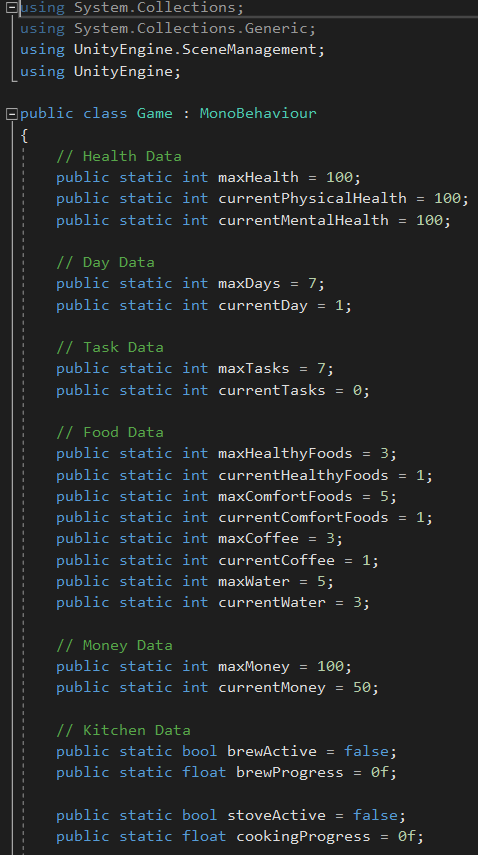 using System.Collections;
using System.Collections.Generic;
using UnityEngine.SceneManagement;
using UnityEngine;
public class Game : MonoBehaviour
{
// Health Data
public static int maxHealth = 100;
public static int currentPhysicalHealth = 100;
public static int currentMentalHealth = 100;
// Day Data
public static int maxDays = 7;
public static int currentDay = 1;
// Task Data
public static int maxTasks = 7;
public static int currentTasks = 0;
// Food Data
public static int maxHealthyFoods = 3;
public static int currentHealthyFoods = 1;
public static int maxComfortFoods = 5;
public static int currentComfortFoods = 1;
public static int maxCoffee = 3;
public static int currentCoffee = 1;
public static int maxWater = 5;
public static int currentWater = 3;
// Money Data
public static int maxMoney = 100;
public static int currentMoney = 50;
// Kitchen Data
public static bool brewActive = false;
public static float brewProgress = 0f;
public static bool stoveActive = false;
public static float cookingProgress = 0f;